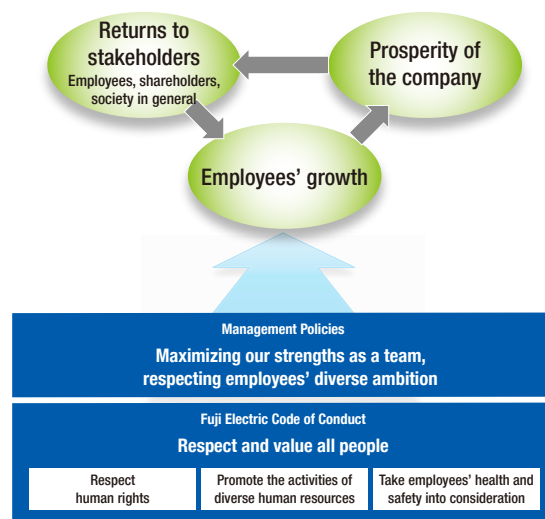 Returns to
stakeholders
Employees, shareholders,
society in general
Prosperity of
the company
Employees’ growth
Management Policies
Maximizing our strengths as a team,
respecting employees’ diverse ambition
Fuji Electric Code of Conduct
Respect and value all people
Respect
human rights
Promote the activities of
diverse human resources
Take employees’ health and
safety into consideration